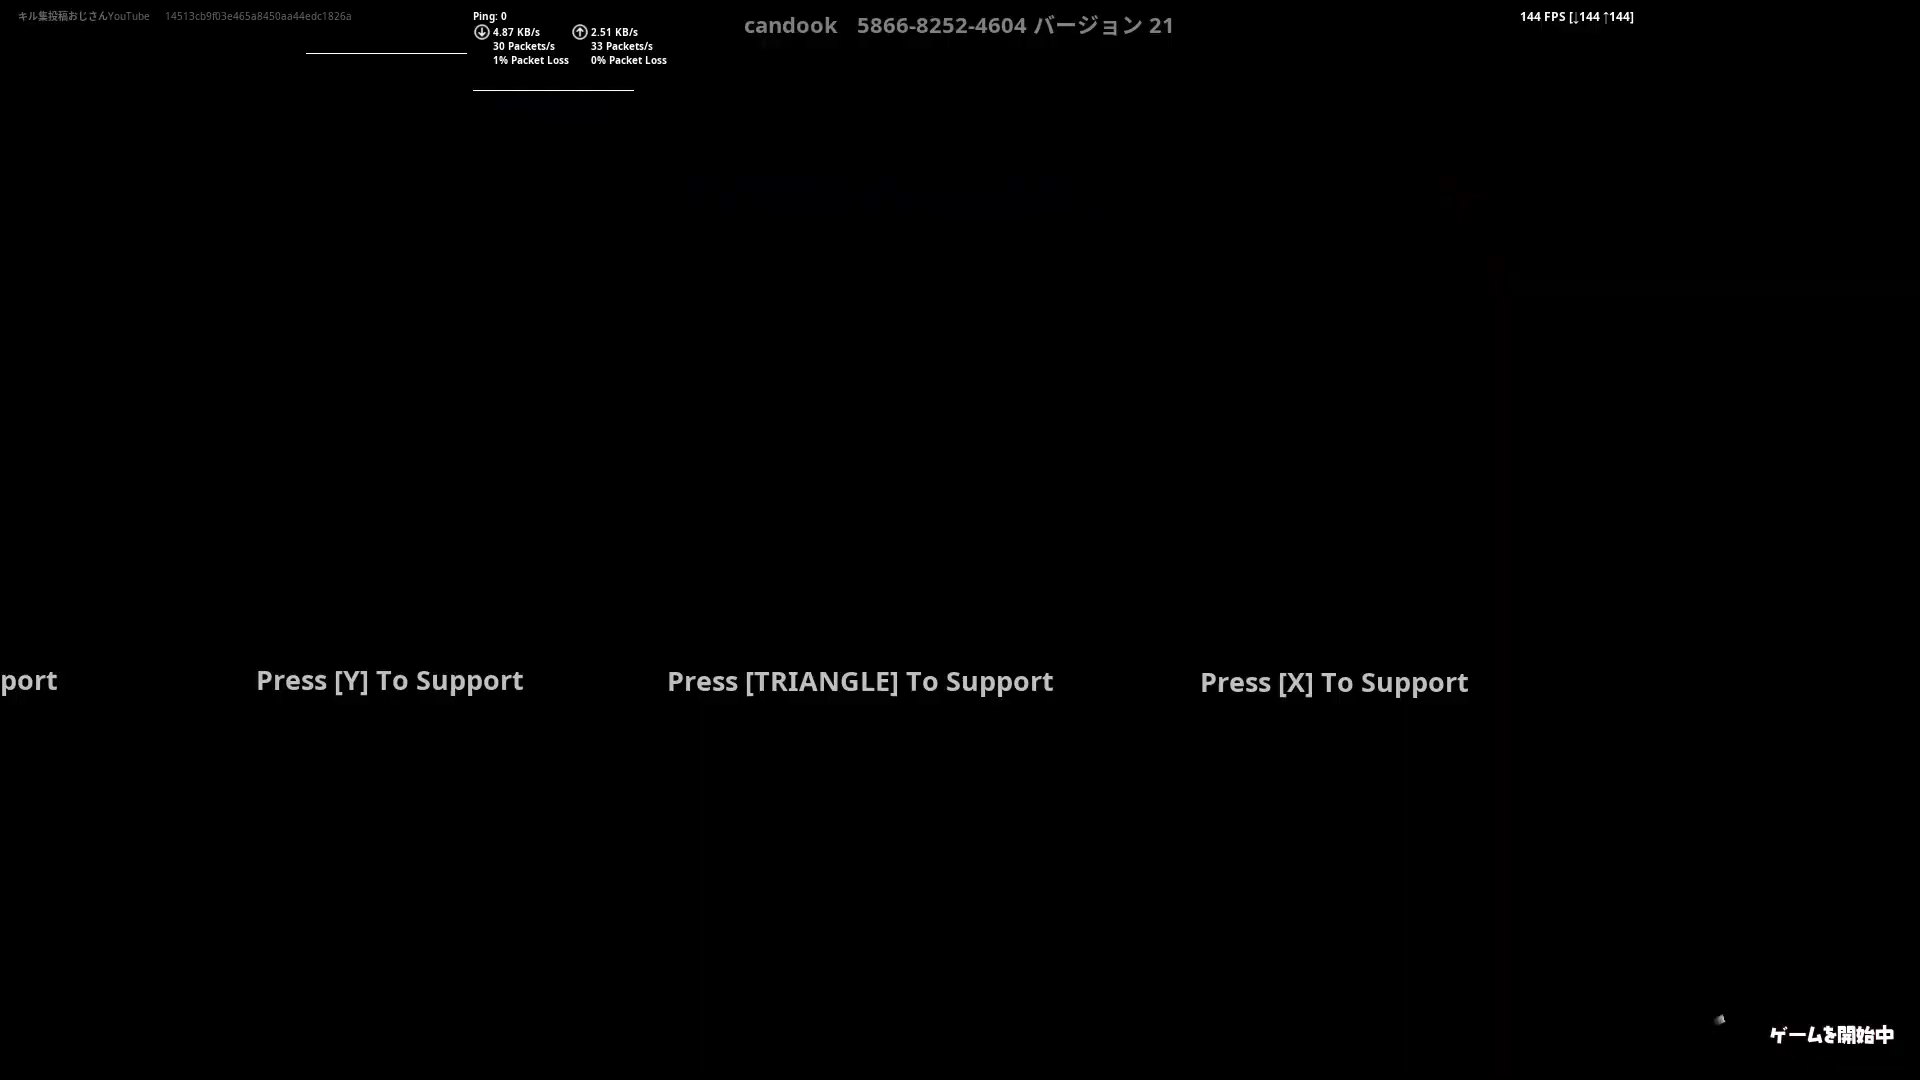 キル集投稿おじさんYouTube 14513cb9f03e465a8450aa44edc1826a
Ping: 0
4.87 KB/s 2.51 KB/s
30 Packets/s 33 Packets/s
1% Packet Loss 0% Packet Loss
candook 5866-8252-4604 バージョン 21
144 FPS [↓144 ↑144]
port
Press [Y] To Support
Press [TRIANGLE] To Support
Press [X] To Support
ゲームを開始中